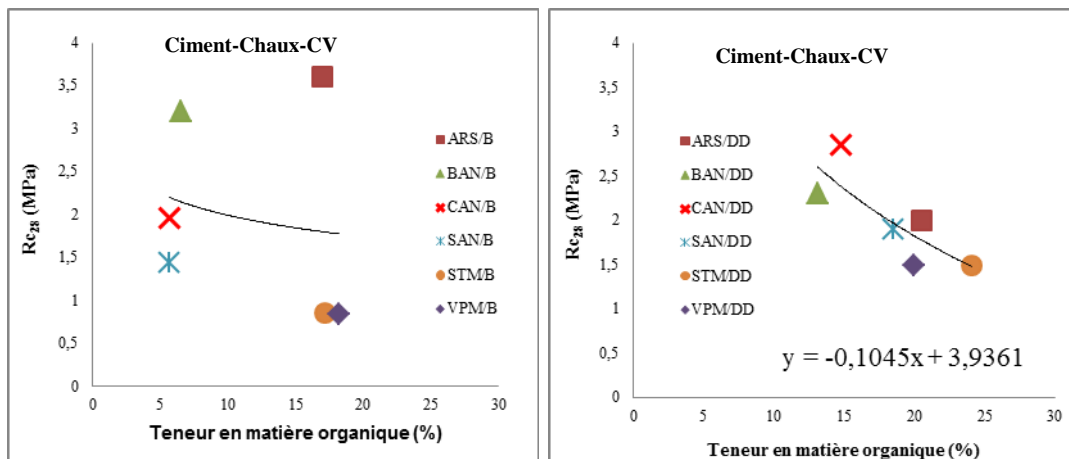 Ciment-Chaux-CV
4
3,5
3
2,5
2
1,5
1
0,5
0
Rc28 (MPa)
0 5 10 15 20 25 30
Teneur en matière organique (%)
ARS/B
BAN/B
CAN/B
SAN/B
STM/B
VPM/B
Ciment-Chaux-CV
4
3,5
3
2,5
2
1,5
1
0,5
0
Rc28 (MPa)
ARS/DD
BAN/DD
CAN/DD
SAN/DD
STM/DD
VPM/DD
y = -0,1045x + 3,9361
0 5 10 15 20 25 30
Teneur en matière organique (%)